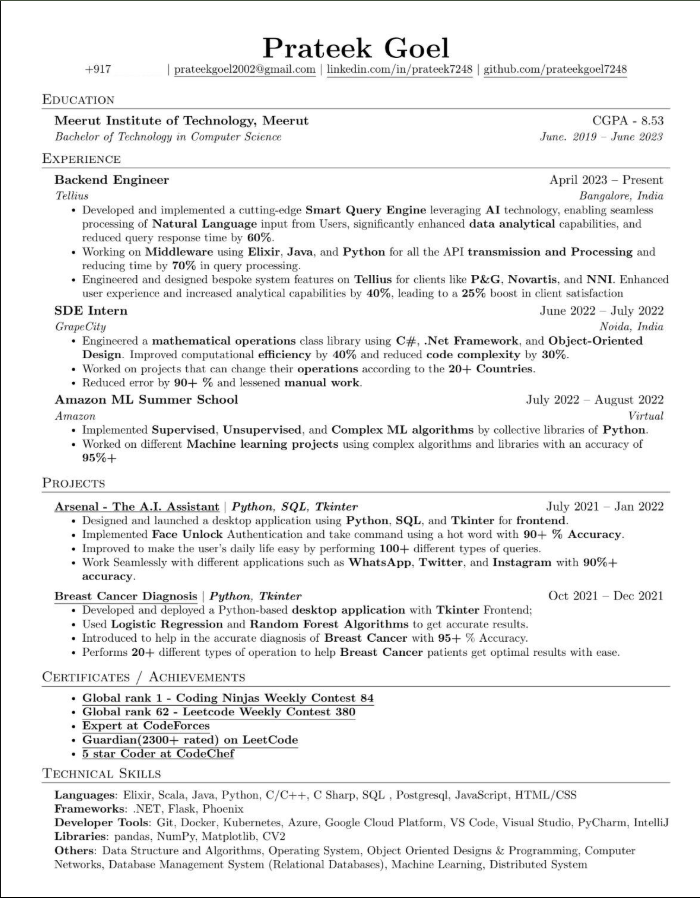 Prateek Goel
+917 | prateekgoel2002@gmail.com | linkedin.com/in/prateek7248 | github.com/prateekgoel7248
Education
Meerut Institute of Technology, Meerut CGPA - 8.53
Bachelor of Technology in Computer Science June. 2019 – June 2023
Experience
Backend Engineer April 2023 – Present
Tellius Bangalore, India
• Developed and implemented a cutting-edge Smart Query Engine leveraging AI technology, enabling seamless
processing of Natural Language input from Users, significantly enhanced data analytical capabilities, and
reduced query response time by 60%.
• Working on Middleware using Elixir, Java, and Python for all the API transmission and Processing and
reducing time by 70% in query processing.
• Engineered and designed bespoke system features on Tellius for clients like P&G, Novartis, and NNI. Enhanced
user experience and increased analytical capabilities by 40%, leading to a 25% boost in client satisfaction
SDE Intern June 2022 – July 2022
GrapeCity Noida, India
• Engineered a mathematical operations class library using C#, .Net Framework, and Object-Oriented
Design. Improved computational efficiency by 40% and reduced code complexity by 30%.
• Worked on projects that can change their operations according to the 20+ Countries.
• Reduced error by 90+ % and lessened manual work.
Amazon ML Summer School July 2022 – August 2022
Amazon Virtual
• Implemented Supervised, Unsupervised, and Complex ML algorithms by collective libraries of Python.
• Worked on different Machine learning projects using complex algorithms and libraries with an accuracy of
95%+
Projects
Arsenal - The A.I. Assistant | Python, SQL, Tkinter July 2021 – Jan 2022
• Designed and launched a desktop application using Python, SQL, and Tkinter for frontend.
• Implemented Face Unlock Authentication and take command using a hot word with 90+ % Accuracy.
• Improved to make the user's daily life easy by performing 100+ different types of queries.
• Work Seamlessly with different applications such as WhatsApp, Twitter, and Instagram with 90%+
accuracy.
Breast Cancer Diagnosis | Python, Tkinter Oct 2021 – Dec 2021
• Developed and deployed a Python-based desktop application with Tkinter Frontend;
• Used Logistic Regression and Random Forest Algorithms to get accurate results.
• Introduced to help in the accurate diagnosis of Breast Cancer with 95+ % Accuracy.
• Performs 20+ different types of operation to help Breast Cancer patients get optimal results with ease.
Certificates / Achievements
• Global rank 1 - Coding Ninjas Weekly Contest 84
• Global rank 62 - Leetcode Weekly Contest 380
• Expert at CodeForces
• Guardian(2300+ rated) on LeetCode
• 5 star Coder at CodeChef
Technical Skills
Languages: Elixir, Scala, Java, Python, C/C++, C Sharp, SQL , Postgresql, JavaScript, HTML/CSS
Frameworks: .NET, Flask, Phoenix
Developer Tools: Git, Docker, Kubernetes, Azure, Google Cloud Platform, VS Code, Visual Studio, PyCharm, IntelliJ
Libraries: pandas, NumPy, Matplotlib, CV2
Others: Data Structure and Algorithms, Operating System, Object Oriented Designs & Programming, Computer
Networks, Database Management System (Relational Databases), Machine Learning, Distributed System